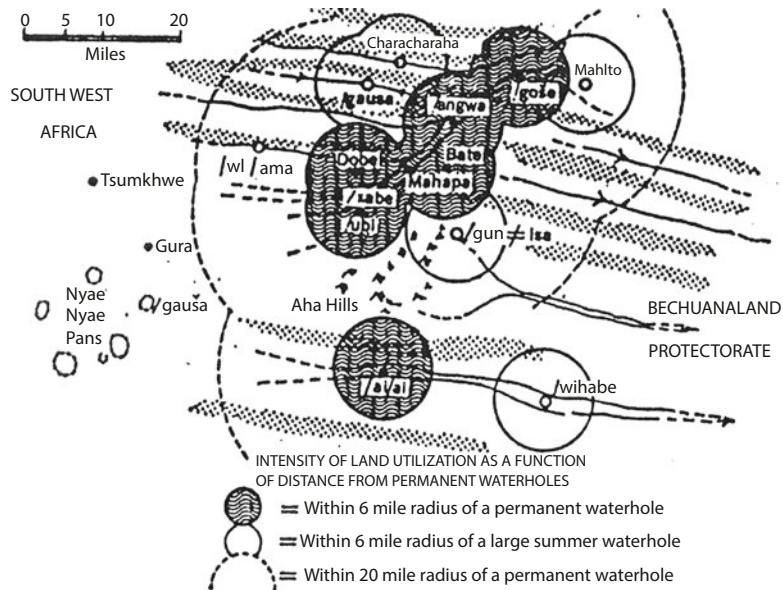 0 5 10 20
Miles
Characharaha
Mahlto
SOUTH WEST
AFRICA
/gausa
/angwa
/gose
Dobe
Bate
/wl /ama
Mahapa
Tsumkhwe
/xabe
/ubi
/gun ≠ isa
Gura
Nyae
Nyae
Pans
/gausa
Aha Hills
BECHUANALAND
PROTECTORATE
/ai/ai
/wihabe
INTENSITY OF LAND UTILIZATION AS A FUNCTION
OF DISTANCE FROM PERMANENT WATERHOLES
= Within 6 mile radius of a permanent waterhole
= Within 6 mile radius of a large summer waterhole
= Within 20 mile radius of a permanent waterhole